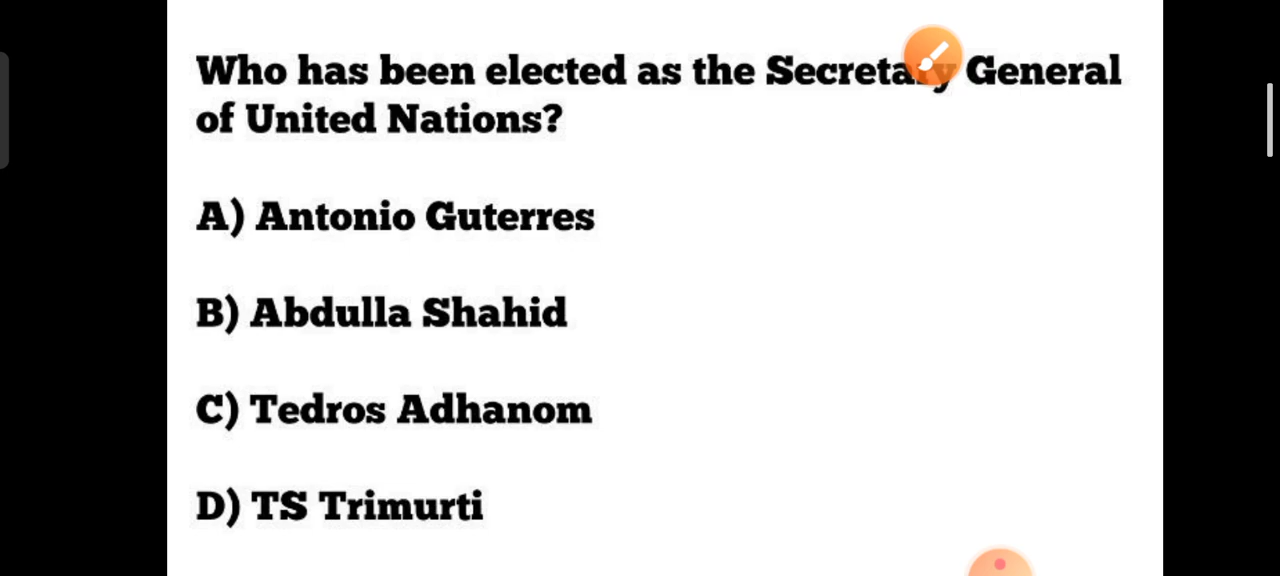 Who has been elected as the Secretary General
of United Nations?
A) Antonio Guterres
B) Abdulla Shahid
C) Tedros Adhanom
D) TS Trimurti